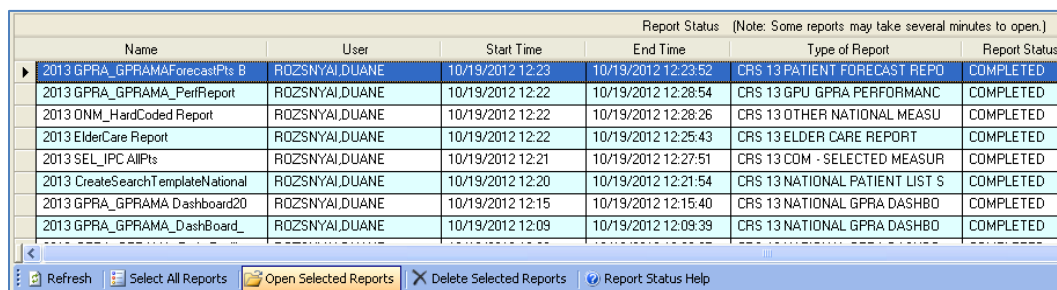 Report Status (Note: Some reports may take several minutes to open.)
Name User Start Time End Time Type of Report Report Status
2013 GPRA_GPRAMAForecastPts B ROZSNYAI,DUANE 10/19/2012 12:23 10/19/2012 12:23:52 CRS 13 PATIENT FORECAST REPO COMPLETED
2013 GPRA_GPRAMA_PerfReport ROZSNYAI,DUANE 10/19/2012 12:22 10/19/2012 12:28:54 CRS 13 GPU GPRA PERFORMANC COMPLETED
2013 ONM_HardCoded Report ROZSNYAI,DUANE 10/19/2012 12:22 10/19/2012 12:28:26 CRS 13 OTHER NATIONAL MEASU COMPLETED
2013 ElderCare Report ROZSNYAI,DUANE 10/19/2012 12:22 10/19/2012 12:25:43 CRS 13 ELDER CARE REPORT COMPLETED
2013 SEL_IPC AllPts ROZSNYAI,DUANE 10/19/2012 12:21 10/19/2012 12:27:51 CRS 13 COM - SELECTED MEASUR COMPLETED
2013 CreateSearchTemplateNational ROZSNYAI,DUANE 10/19/2012 12:20 10/19/2012 12:21:54 CRS 13 NATIONAL PATIENT LIST S COMPLETED
2013 GPRA_GPRAMA Dashboard20 ROZSNYAI,DUANE 10/19/2012 12:15 10/19/2012 12:15:40 CRS 13 NATIONAL GPRA DASHBO COMPLETED
2013 GPRA_GPRAMA_DashBoard_ ROZSNYAI,DUANE 10/19/2012 12:09 10/19/2012 12:09:39 CRS 13 NATIONAL GPRA DASHBO COMPLETED
Refresh Select All Reports Open Selected Reports Delete Selected Reports Report Status Help